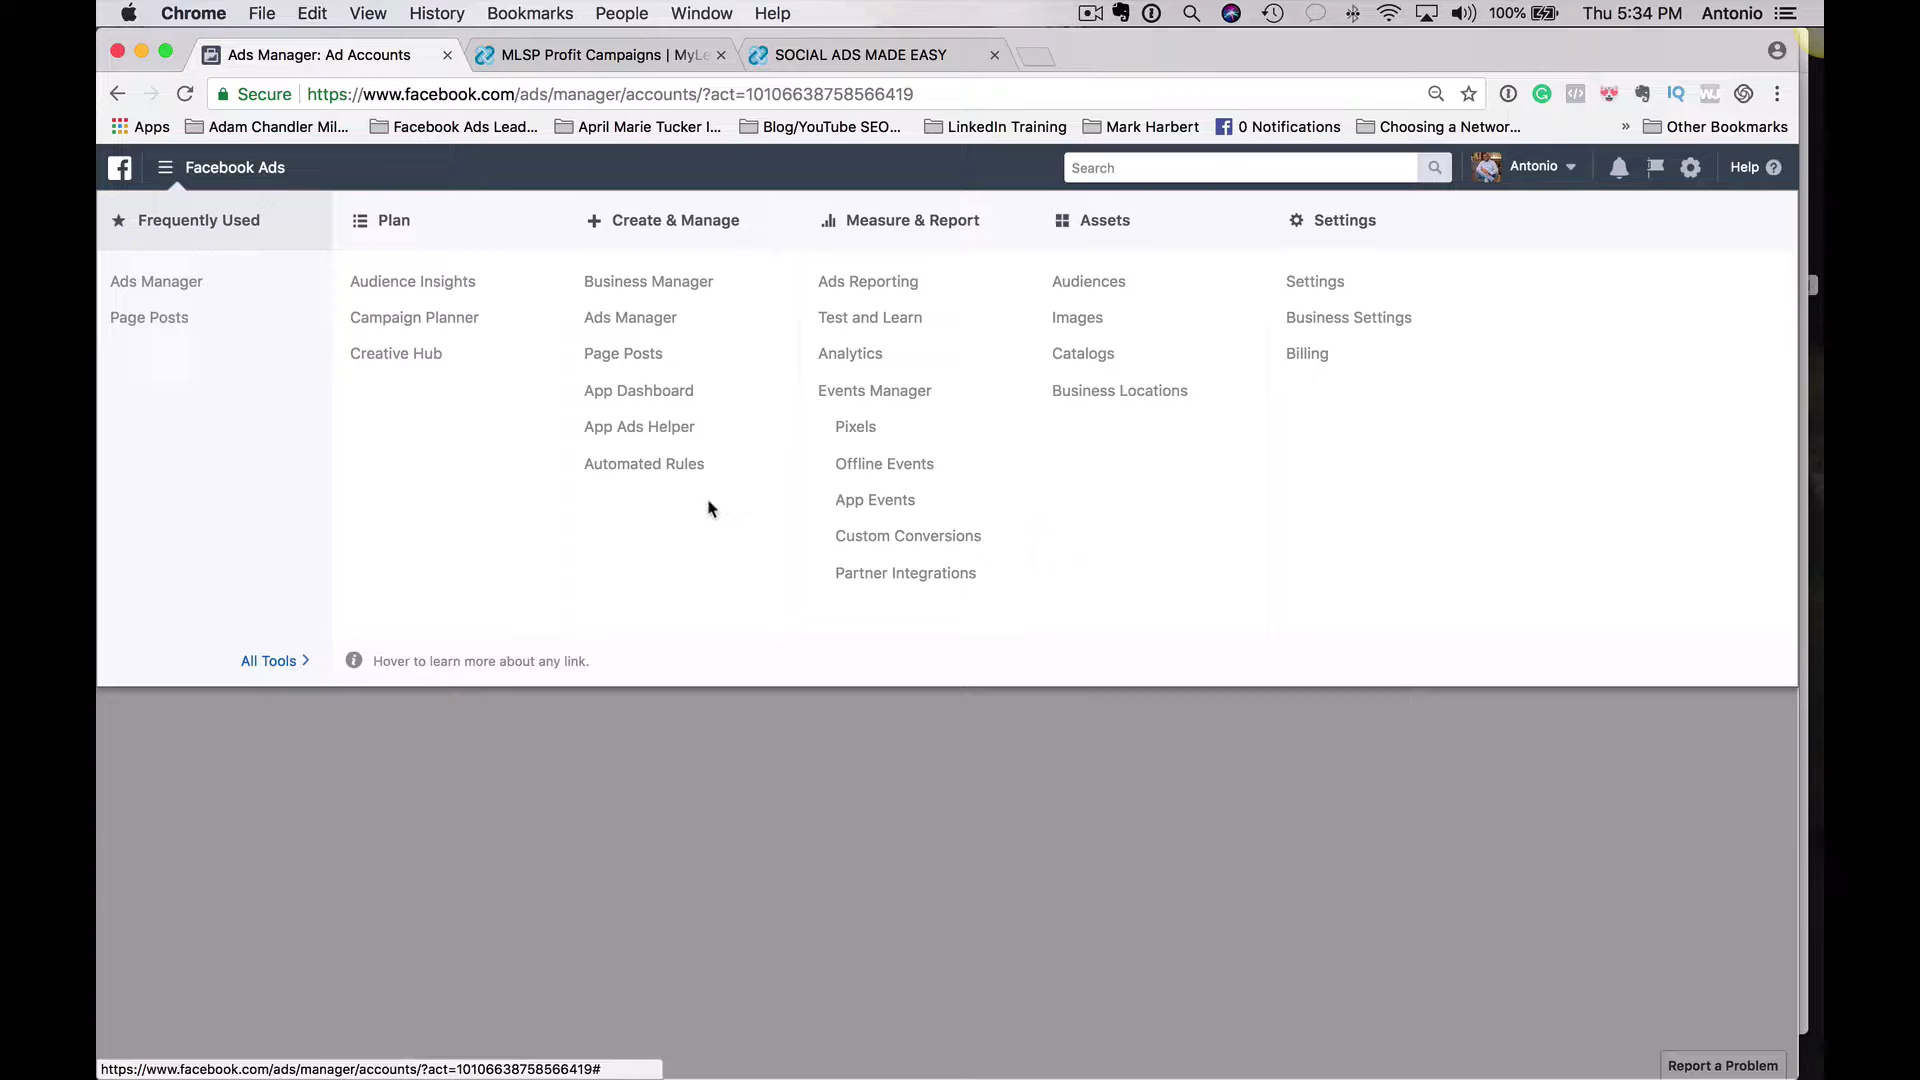 Chrome File Edit View History Bookmarks People Window Help 100% Thu 5:34 PM Antonio
Ads Manager: Ad Accounts MLSP Profit Campaigns | MyLe SOCIAL ADS MADE EASY
Secure https://www.facebook.com/ads/manager/accounts/?act=10106638758566419
Apps Adam Chandler Mil... Facebook Ads Lead... April Marie Tucker I... Blog/YouTube SEO... LinkedIn Training Mark Harbert 0 Notifications Choosing a Networ... » Other Bookmarks
Facebook Ads Search Antonio Help
Frequently Used Plan Create & Manage Measure & Report Assets Settings
Ads Manager Audience Insights Business Manager Ads Reporting Audiences Settings
Page Posts Campaign Planner Ads Manager Test and Learn Images Business Settings
Creative Hub Page Posts Analytics Catalogs Billing
App Dashboard Events Manager Business Locations
App Ads Helper Pixels
Automated Rules Offline Events
App Events
Custom Conversions
Partner Integrations
All Tools Hover to learn more about any link.
https://www.facebook.com/ads/manager/accounts/?act=10106638758566419#
Report a Problem